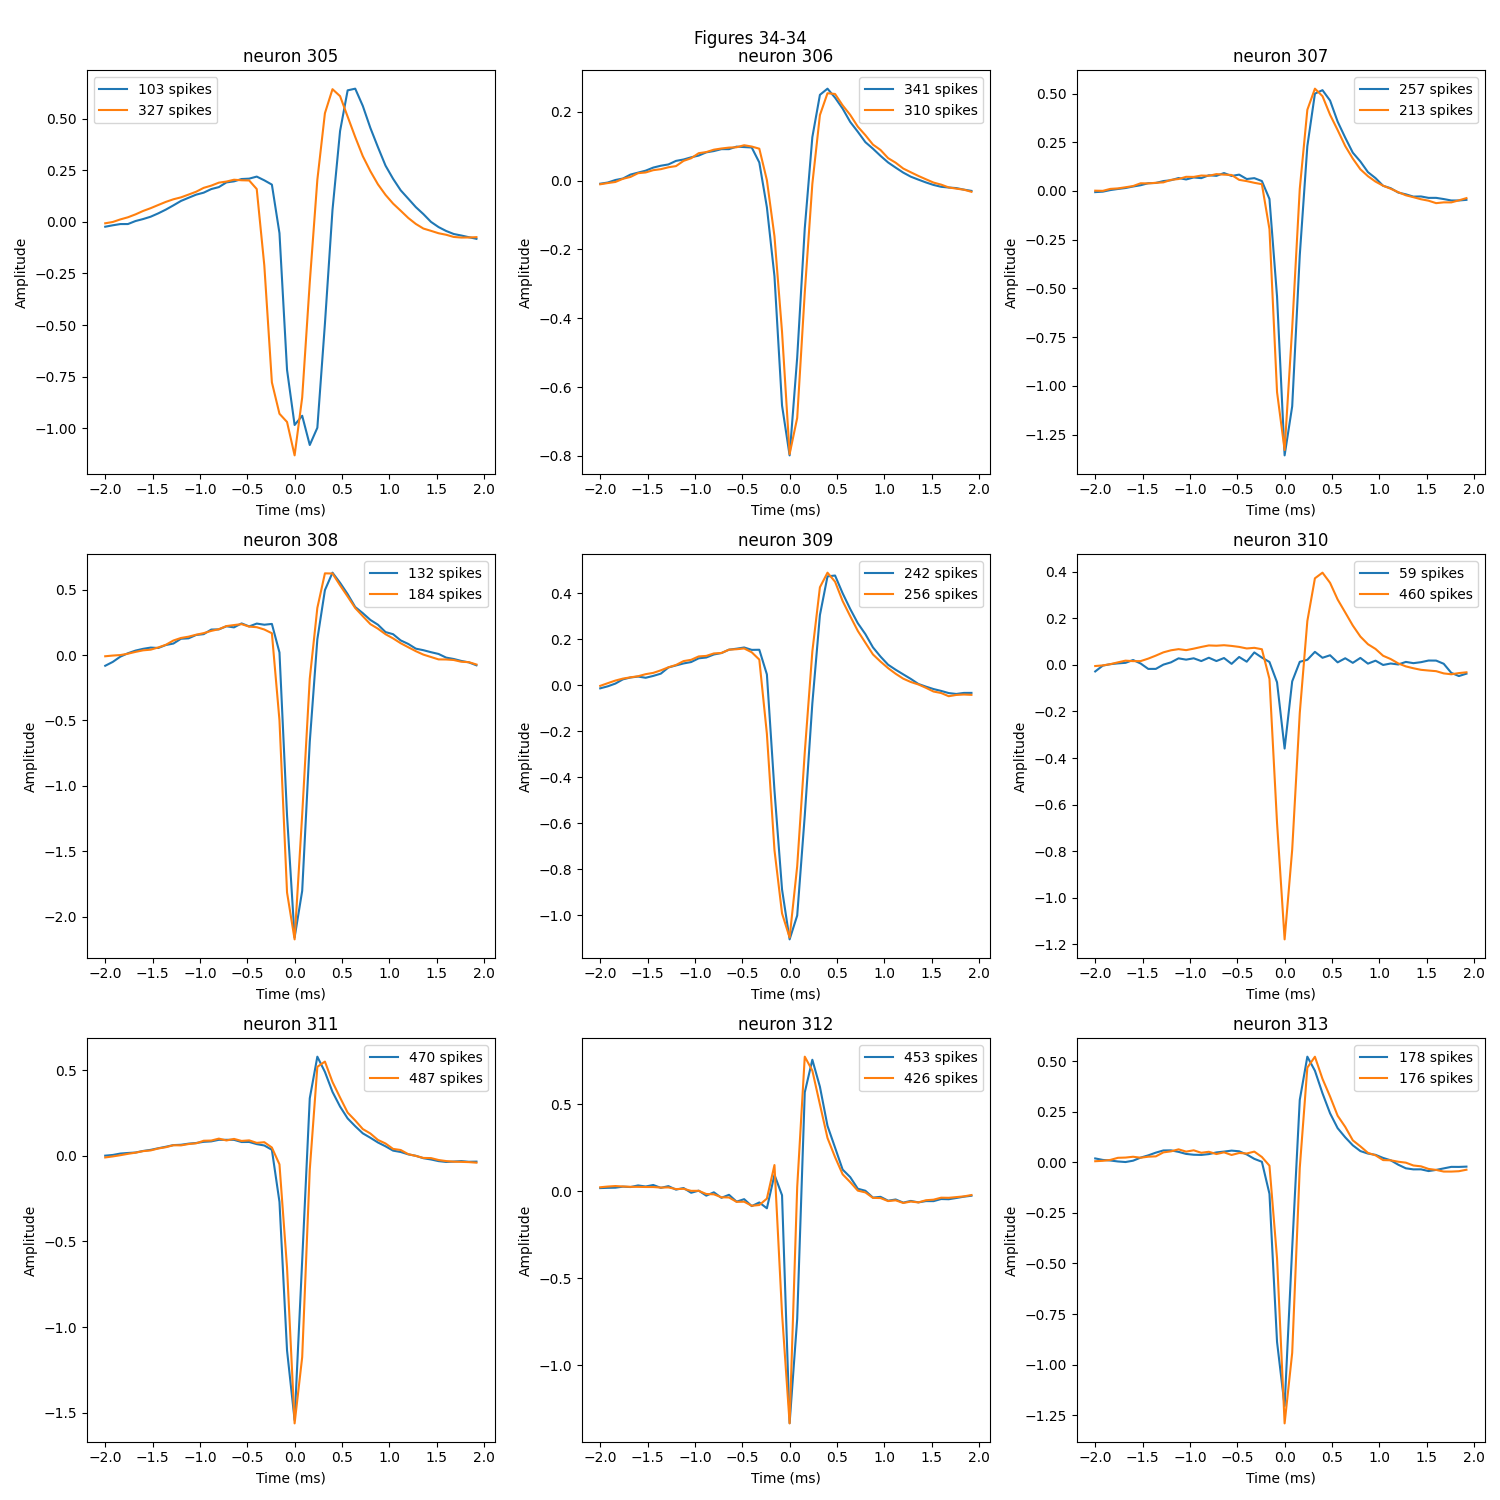 Figures 34-34
neuron 305
103 spikes
327 spikes
0.50
0.25
0.00
−0.25
−0.50
−0.75
−1.00
Amplitude
−2.0 −1.5 −1.0 −0.5 0.0 0.5 1.0 1.5 2.0
Time (ms)
neuron 306
341 spikes
310 spikes
0.2
0.0
−0.2
−0.4
−0.6
−0.8
Amplitude
−2.0 −1.5 −1.0 −0.5 0.0 0.5 1.0 1.5 2.0
Time (ms)
neuron 307
257 spikes
213 spikes
0.50
0.25
0.00
−0.25
−0.50
−0.75
−1.00
−1.25
Amplitude
−2.0 −1.5 −1.0 −0.5 0.0 0.5 1.0 1.5 2.0
Time (ms)
neuron 308
132 spikes
184 spikes
0.5
0.0
−0.5
−1.0
−1.5
−2.0
Amplitude
−2.0 −1.5 −1.0 −0.5 0.0 0.5 1.0 1.5 2.0
Time (ms)
neuron 309
242 spikes
256 spikes
0.4
0.2
0.0
−0.2
−0.4
−0.6
−0.8
−1.0
Amplitude
−2.0 −1.5 −1.0 −0.5 0.0 0.5 1.0 1.5 2.0
Time (ms)
neuron 310
59 spikes
460 spikes
0.4
0.2
0.0
−0.2
−0.4
−0.6
−0.8
−1.0
−1.2
Amplitude
−2.0 −1.5 −1.0 −0.5 0.0 0.5 1.0 1.5 2.0
Time (ms)
neuron 311
470 spikes
487 spikes
0.5
0.0
−0.5
−1.0
−1.5
Amplitude
−2.0 −1.5 −1.0 −0.5 0.0 0.5 1.0 1.5 2.0
Time (ms)
neuron 312
453 spikes
426 spikes
0.5
0.0
−0.5
−1.0
Amplitude
−2.0 −1.5 −1.0 −0.5 0.0 0.5 1.0 1.5 2.0
Time (ms)
neuron 313
178 spikes
176 spikes
0.50
0.25
0.00
−0.25
−0.50
−0.75
−1.00
−1.25
Amplitude
−2.0 −1.5 −1.0 −0.5 0.0 0.5 1.0 1.5 2.0
Time (ms)